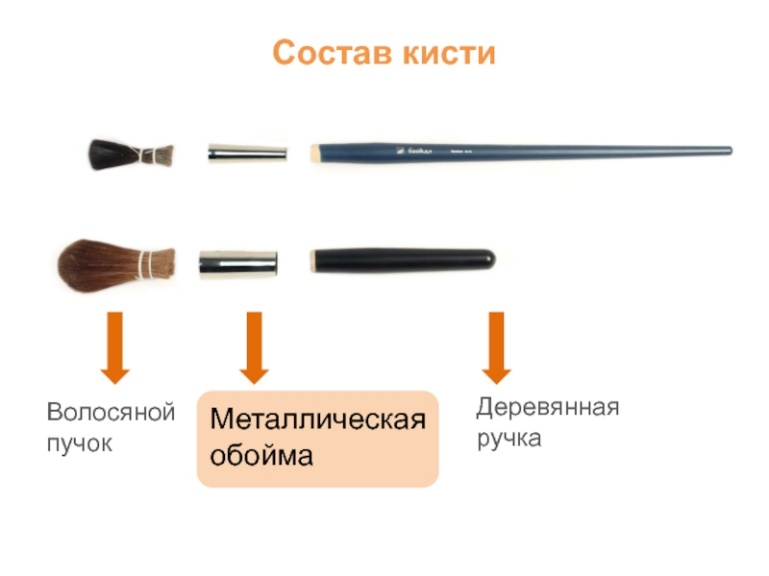 Состав кисти
Волосяной
пучок
Металлическая
обойма
Деревянная
ручка